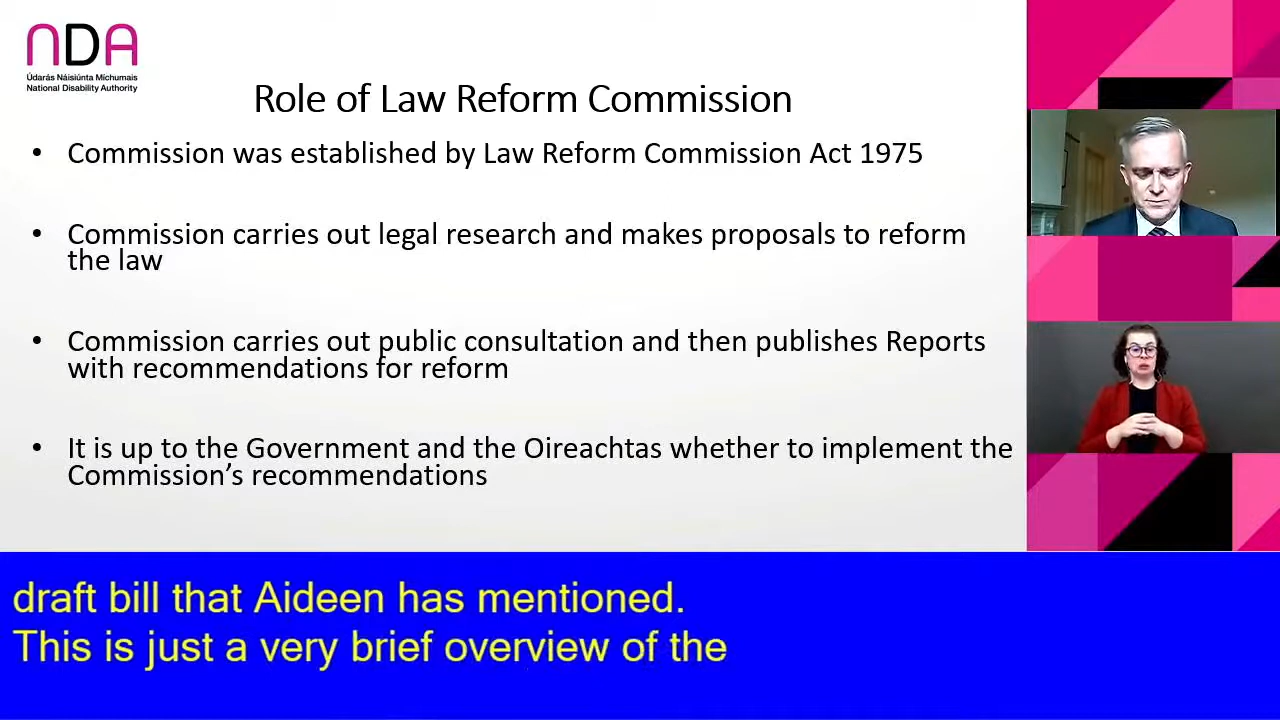 nDA
Údarás Náisiúnta Míchumais
National Disability Authority
Role of Law Reform Commission
• Commission was established by Law Reform Commission Act 1975
• Commission carries out legal research and makes proposals to reform
the law
• Commission carries out public consultation and then publishes Reports
with recommendations for reform
• It is up to the Government and the Oireachtas whether to implement the
Commission’s recommendations
draft bill that Aideen has mentioned.
This is just a very brief overview of the